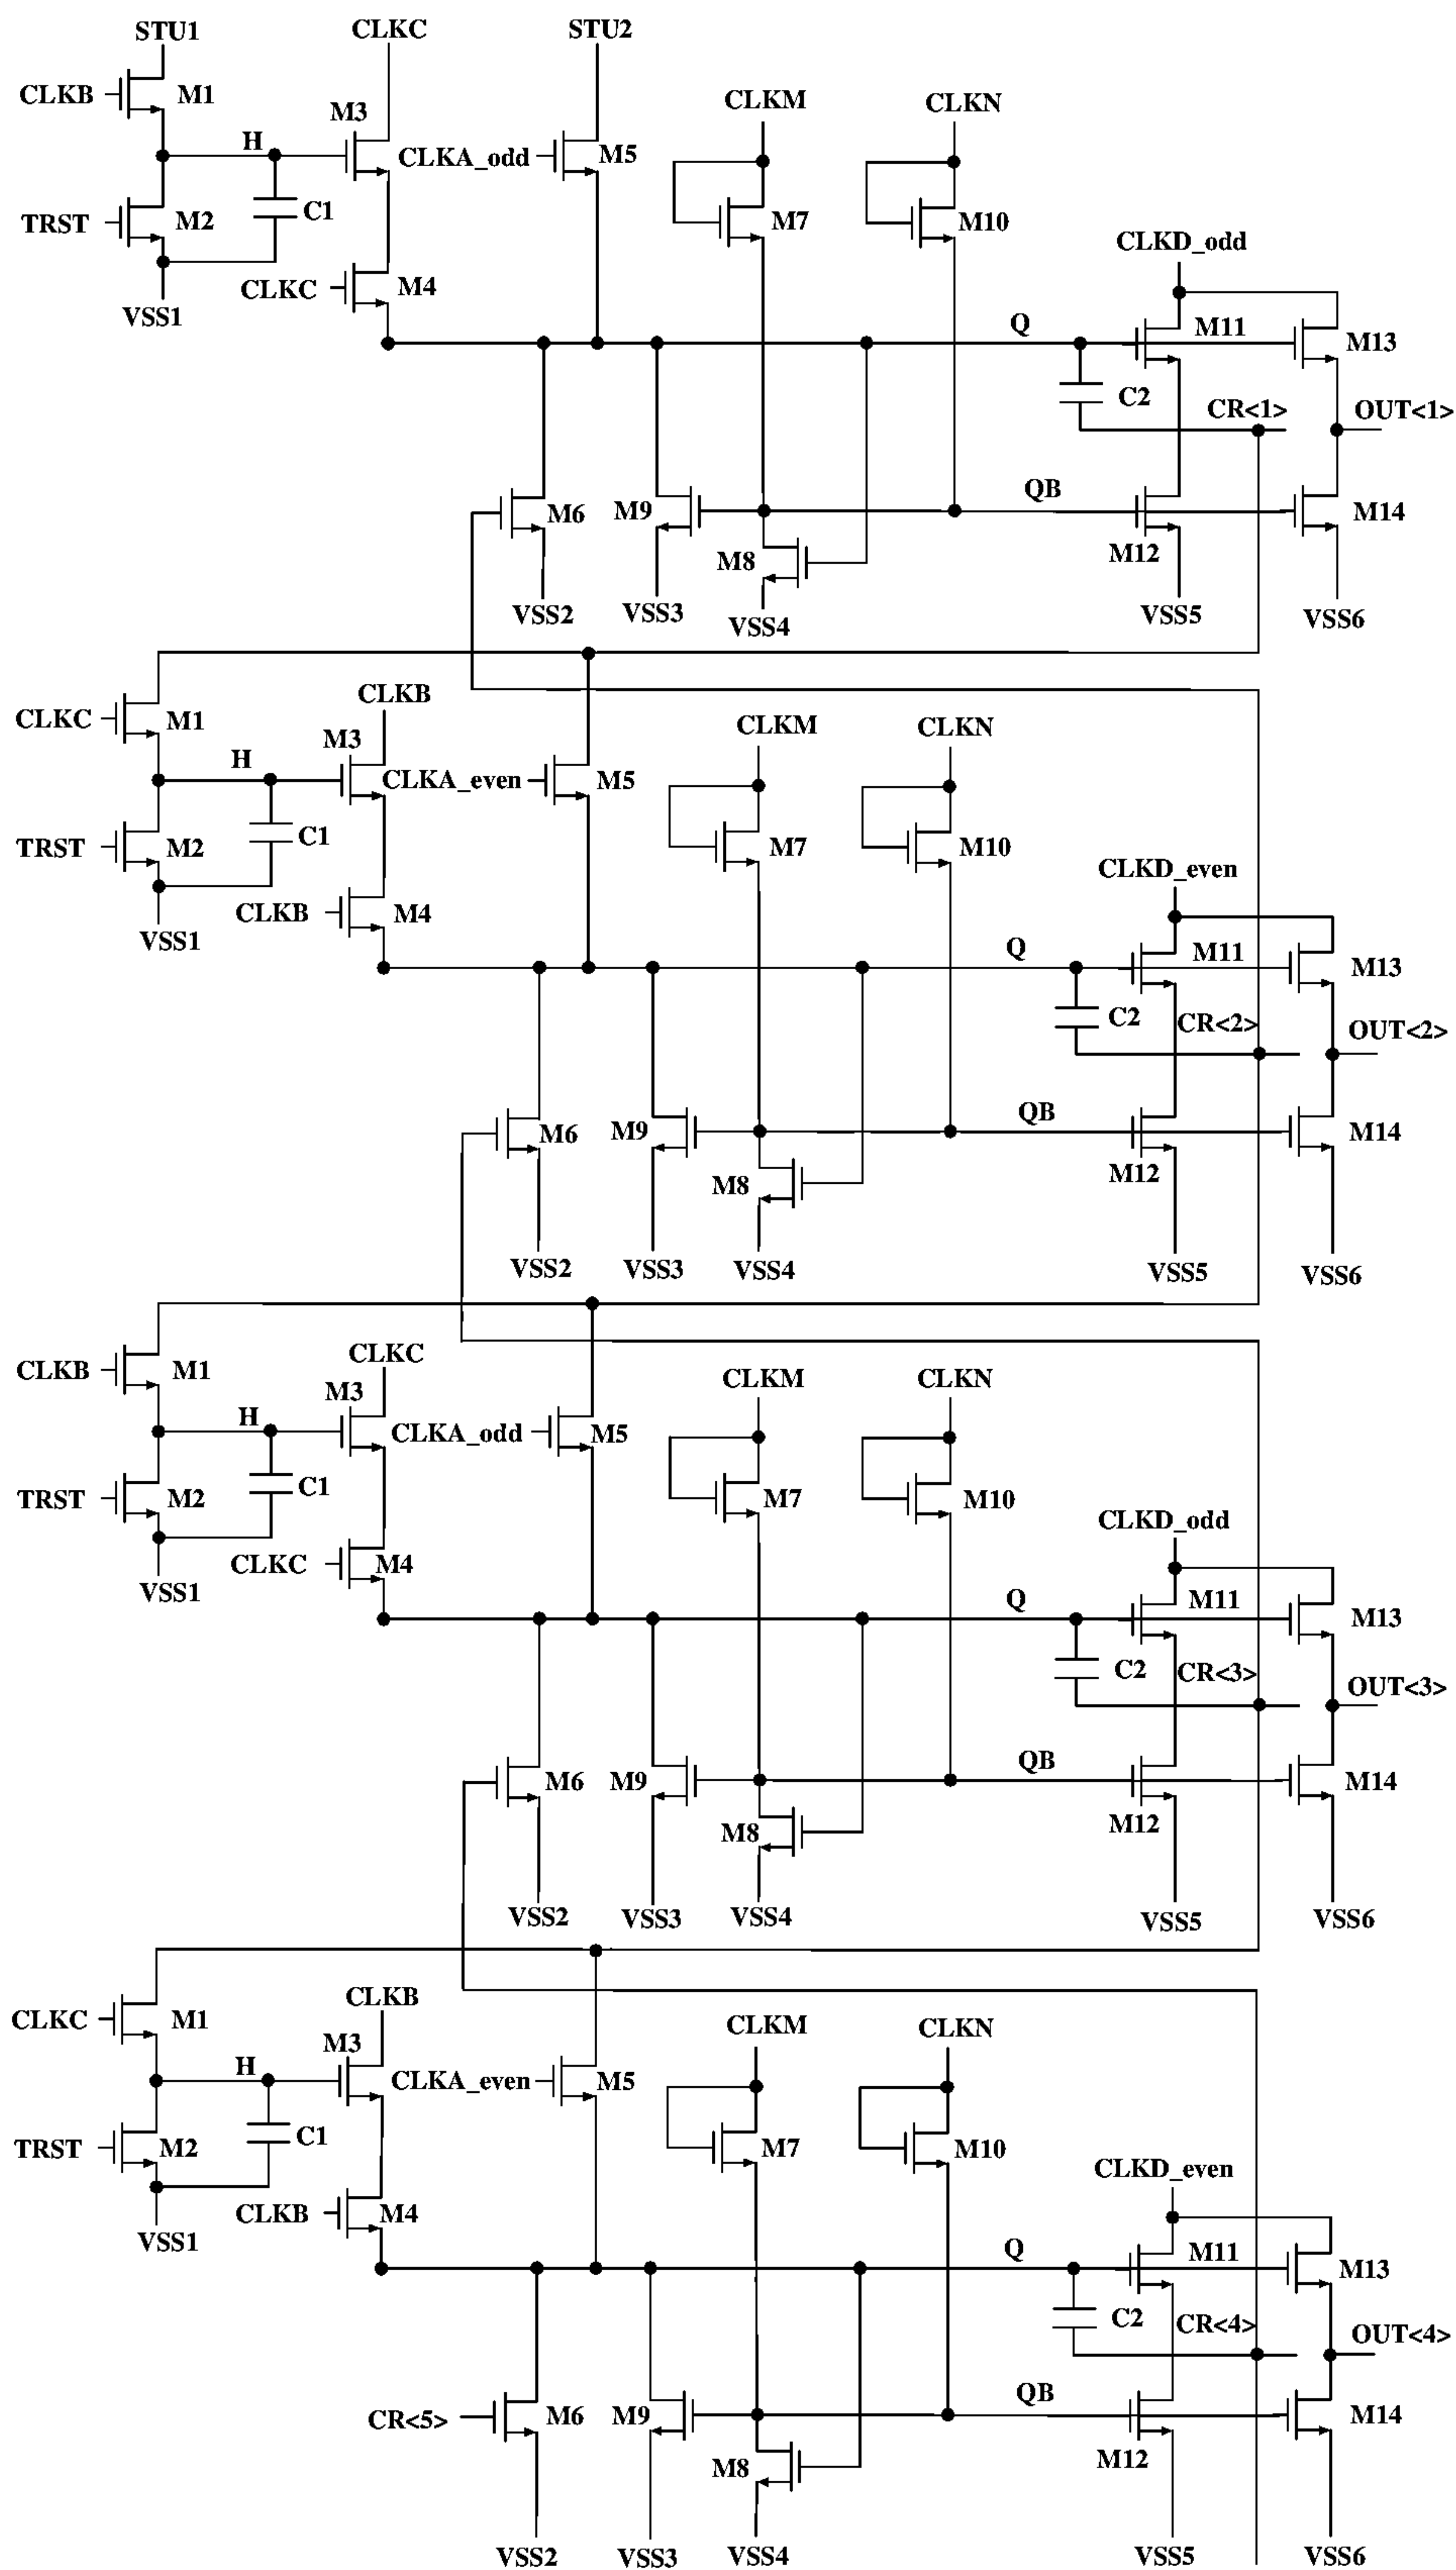 STU1 CLKC STU2
CLKB M1 CLKM CLKN
M3
H CLKA_odd M5
TRST M2 C1 M7 M10
CLKD_odd
CLKC M4
VSS1
Q M11 M13
C2 CR<1> OUT<1>
QB
M6 M9 M14
M8 M12
VSS2 VSS3 VSS4 VSS5 VSS6
CLKB
CLKC M1 CLKM CLKN
M3
H CLKA_even M5
TRST M2 C1 M7 M10
CLKD_even
CLKB M4
VSS1
Q M11 M13
C2 CR<2> OUT<2>
QB
M6 M9 M14
M8 M12
VSS2 VSS3 VSS4 VSS5 VSS6
CLKC
CLKB M1 CLKM CLKN
M3
H CLKA_odd M5
TRST M2 C1 M7 M10
CLKD_odd
CLKC M4
VSS1
Q M11 M13
C2 CR<3> OUT<3>
QB
M6 M9 M14
M8 M12
VSS2 VSS3 VSS4 VSS5 VSS6
CLKB
CLKC M1 CLKM CLKN
M3
H CLKA_even M5
TRST M2 C1 M7 M10
CLKD_even
CLKB M4
VSS1
Q M11 M13
C2 CR<4> OUT<4>
QB
CR<5> M6 M9 M14
M8 M12
VSS2 VSS3 VSS4 VSS5 VSS6